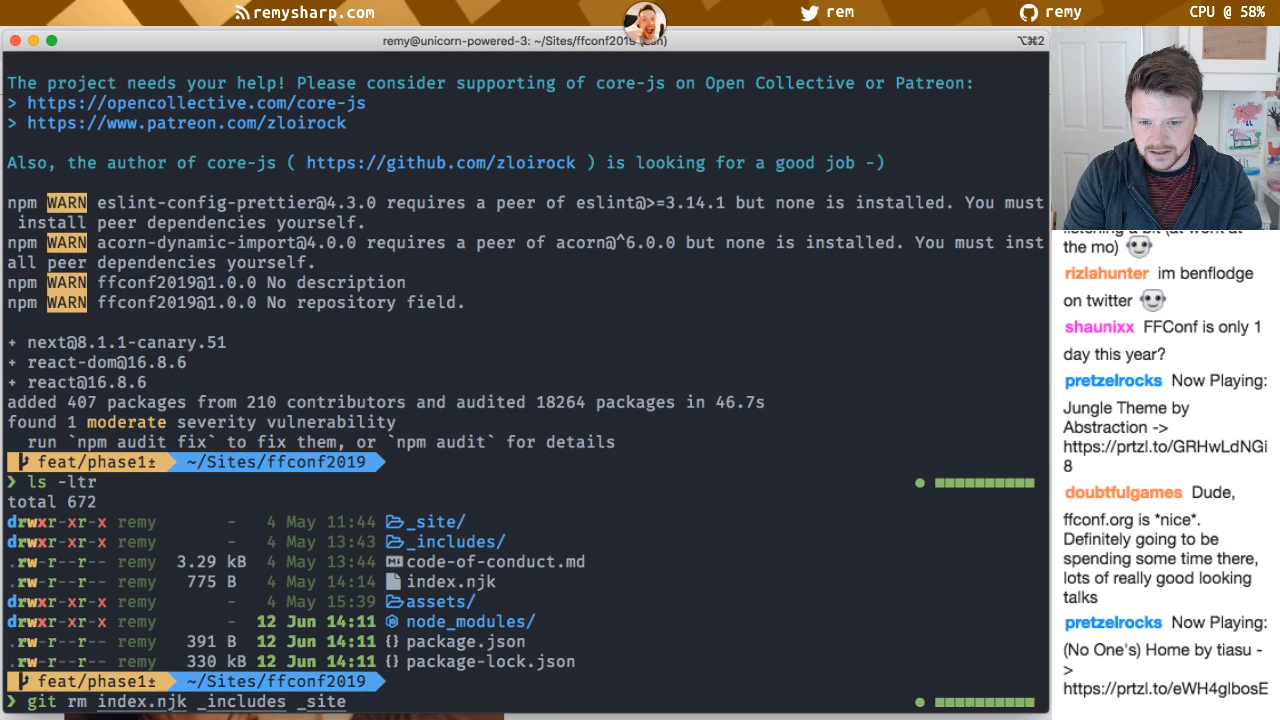 remysharp.com
rem
remy
CPU @ 58%
remy@unicorn-powered-3: ~/Sites/ffconf2019 (zsh)
⌥⌘2
The project needs your help! Please consider supporting of core-js on Open Collective or Patreon:
> https://opencollective.com/core-js
> https://www.patreon.com/zloirock
Also, the author of core-js ( https://github.com/zloirock ) is looking for a good job -)
npm WARN eslint-config-prettier@4.3.0 requires a peer of eslint@>=3.14.1 but none is installed. You must
install peer dependencies yourself.
npm WARN acorn-dynamic-import@4.0.0 requires a peer of acorn@^6.0.0 but none is installed. You must inst
all peer dependencies yourself.
npm WARN ffconf2019@1.0.0 No description
npm WARN ffconf2019@1.0.0 No repository field.
+ next@8.1.1-canary.51
+ react-dom@16.8.6
+ react@16.8.6
added 407 packages from 210 contributors and audited 18264 packages in 46.7s
found 1 moderate severity vulnerability
run `npm audit fix` to fix them, or `npm audit` for details
feat/phase1± ~/Sites/ffconf2019
❯ ls -ltr
total 672
drwxr-xr-x remy - 4 May 11:44 _site/
drwxr-xr-x remy - 4 May 13:43 _includes/
.rw-r--r-- remy 3.29 kB 4 May 13:44 code-of-conduct.md
.rw-r--r-- remy 775 B 4 May 14:14 index.njk
drwxr-xr-x remy - 4 May 15:39 assets/
drwxr-xr-x remy - 12 Jun 14:11 node_modules/
.rw-r--r-- remy 391 B 12 Jun 14:11 {} package.json
.rw-r--r-- remy 330 kB 12 Jun 14:11 {} package-lock.json
feat/phase1± ~/Sites/ffconf2019
❯ git rm index.njk _includes _site
the mo)
rizlahunter im benflodge
on twitter
shaunixx FFConf is only 1
day this year?
pretzelrocks Now Playing:
Jungle Theme by
Abstraction ->
https://prtzl.to/GRHwLdNGi
8
doubtfulgames Dude,
ffconf.org is *nice*.
Definitely going to be
spending some time there,
lots of really good looking
talks
pretzelrocks Now Playing:
(No One's) Home by tiasu -
>
https://prtzl.to/eWH4glbosE